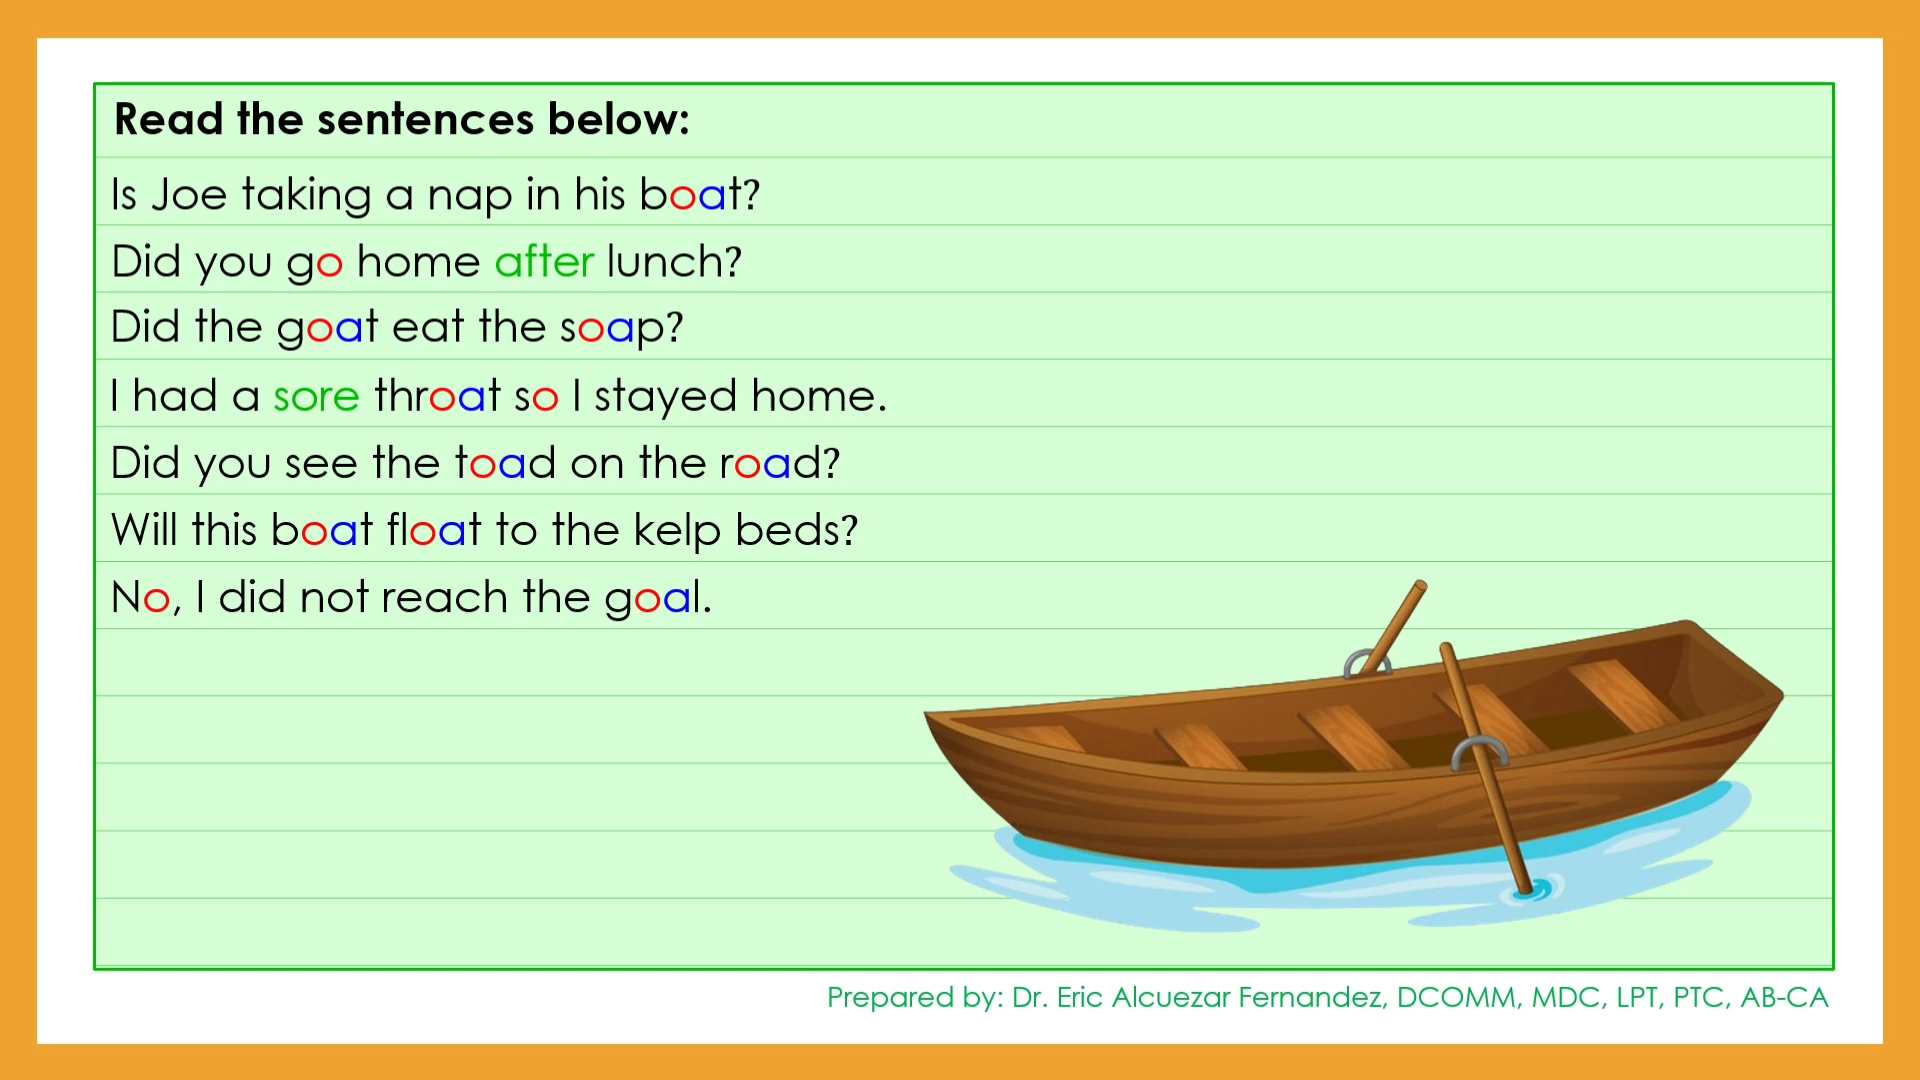 Read the sentences below:
Is Joe taking a nap in his boat?
Did you go home after lunch?
Did the goat eat the soap?
I had a sore throat so I stayed home.
Did you see the toad on the road?
Will this boat float to the kelp beds?
No, I did not reach the goal.
Prepared by: Dr. Eric Alcuezar Fernandez, DCOMM, MDC, LPT, PTC, AB-CA